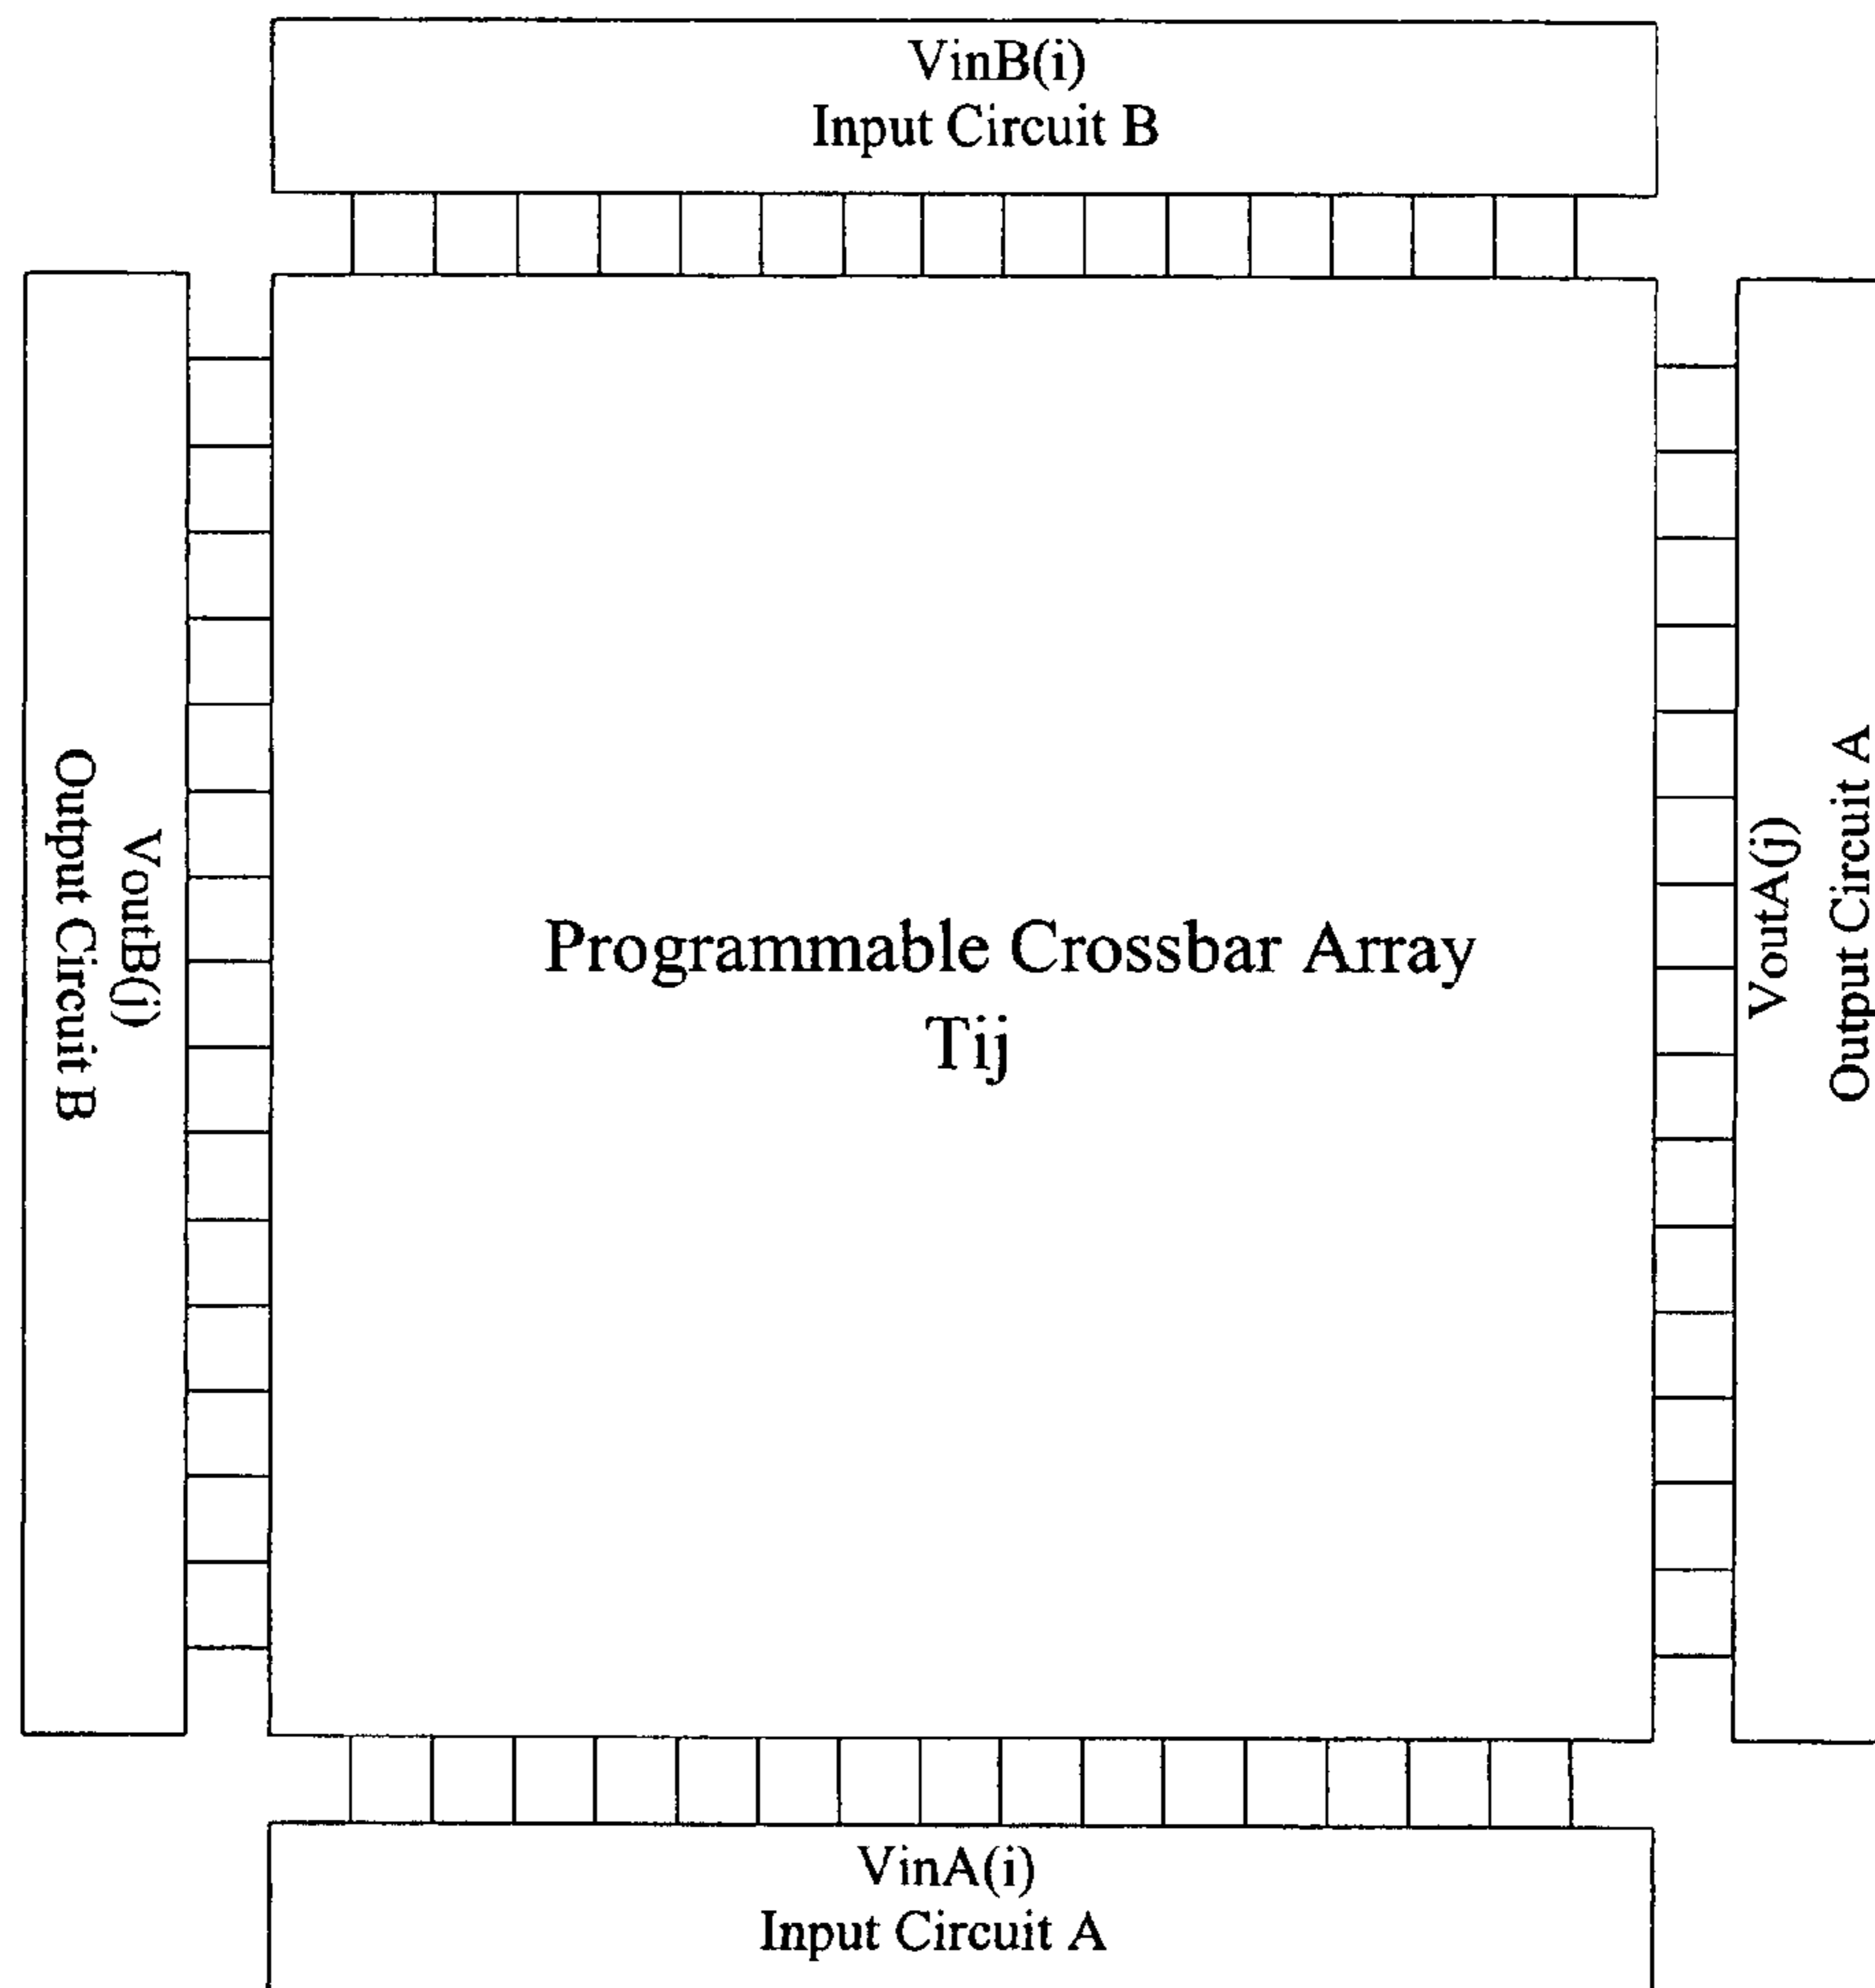 VinB(i)
Input Circuit B
Output Circuit B
VoutB(j)
Programmable Crossbar Array
Tij
VoutA(j)
Output Circuit A
VinA(i)
Input Circuit A